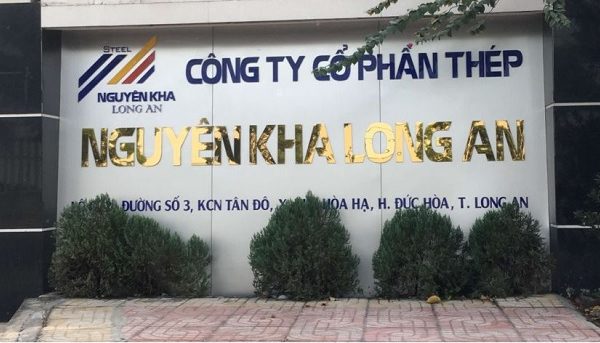 STEEL
NGUYÊN KHA
LONG AN
CÔNG TY CỔ PHẦN THÉP
NGUYÊN KHA LONG AN
ĐƯỜNG SỐ 3, KCN TÂN ĐÔ, HÒA HẠ, H. ĐỨC HÒA, T. LONG AN